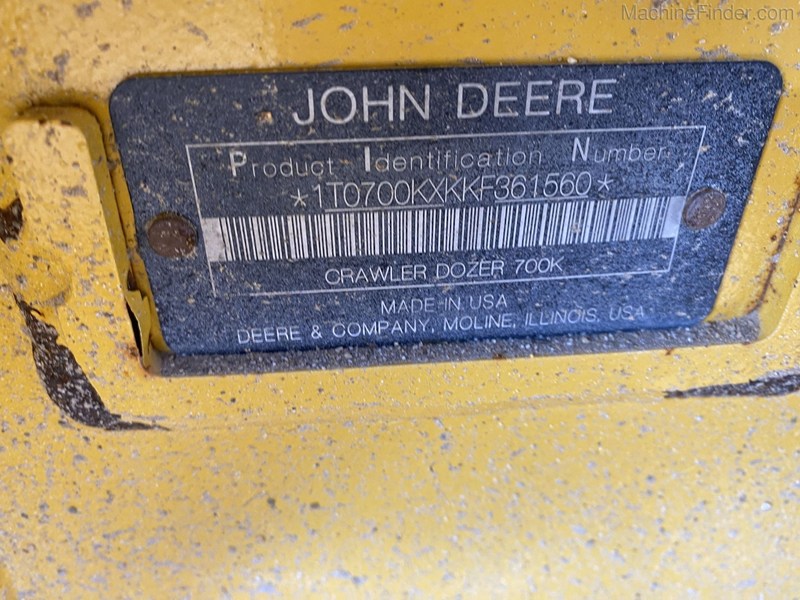 MachineFinder.com
JOHN DEERE
Product Identification Number
*1T0700KXKKF361560*
CRAWLER DOZER 700K
MADE IN USA
DEERE & COMPANY, MOLINE, ILLINOIS, USA